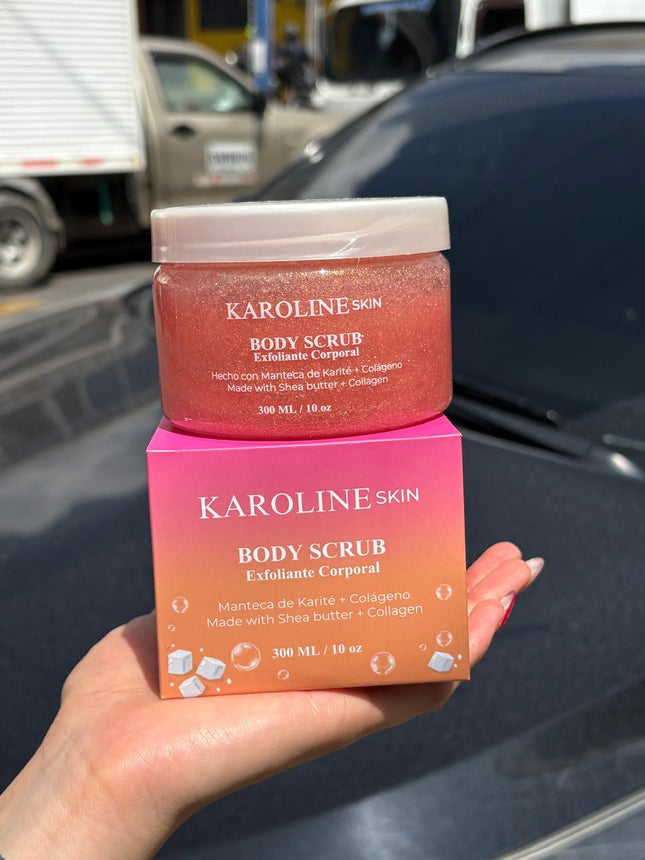 KAROLINE SKIN
BODY SCRUB
Exfoliante Corporal
Hecho con Manteca de Karité + Colágeno
Made with Shea butter + Collagen
300 ML / 10 oz
KAROLINE SKIN
BODY SCRUB
Exfoliante Corporal
Manteca de Karité + Colágeno
Made with Shea butter + Collagen
300 ML / 10 oz